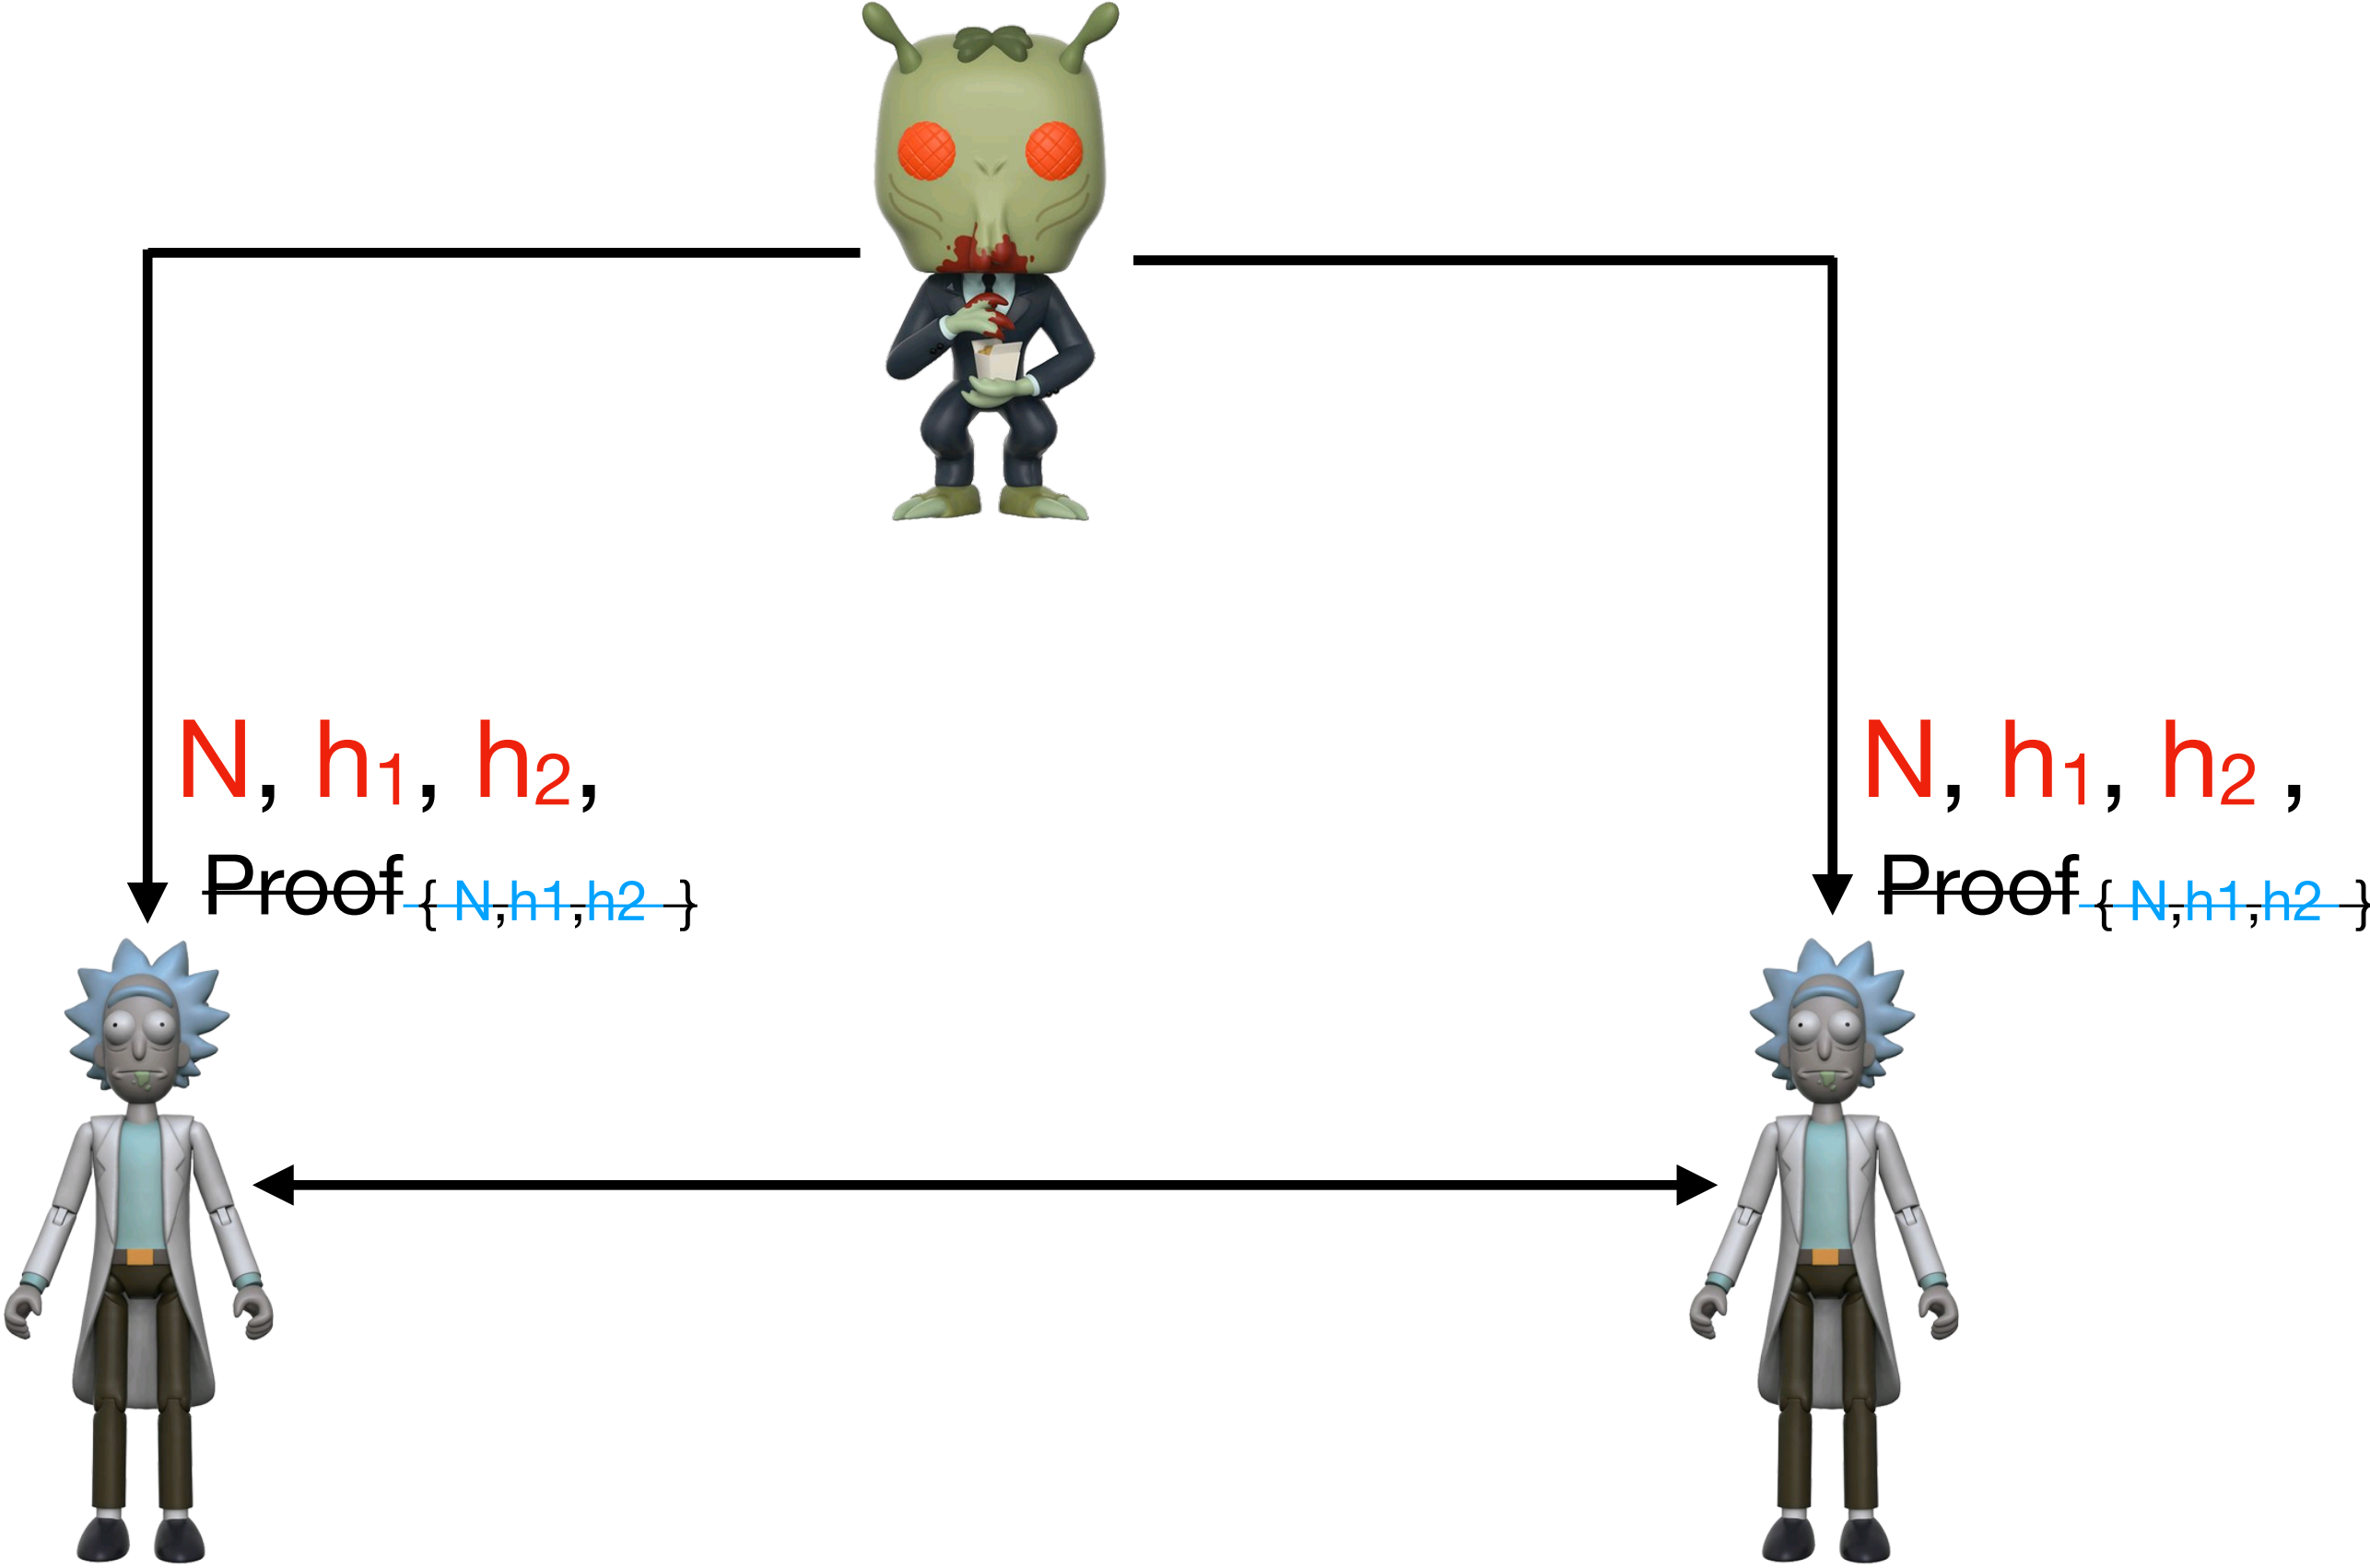 N, h1, h2,
Proof{ N,h1,h2 }
N, h1, h2 ,
Proof{ N,h1,h2 }